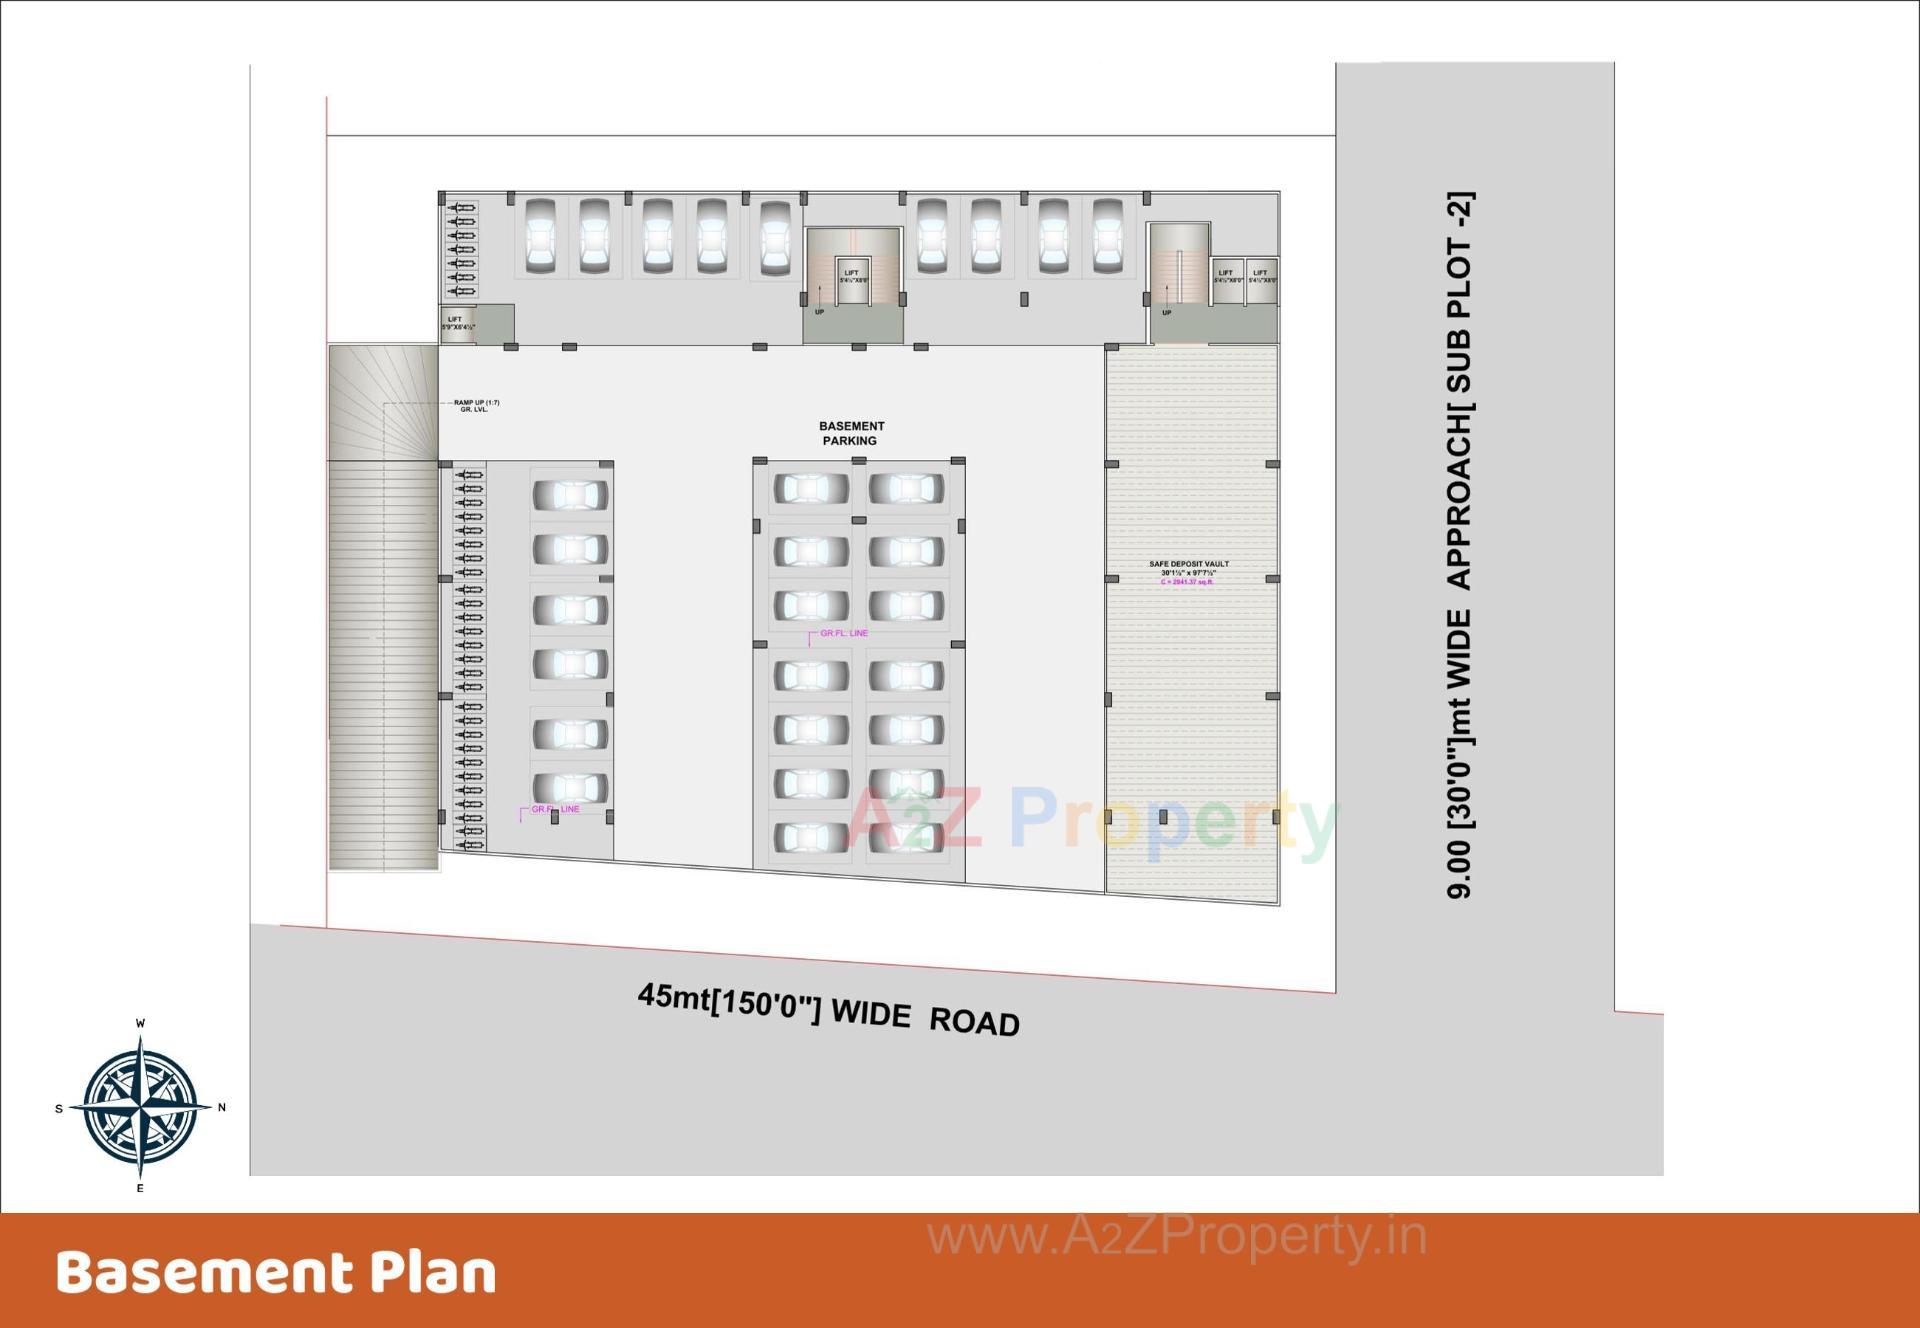 LIFT
5'4½"X6'0"
LIFT
5'4½"X6'0"
LIFT
5'4½"X6'0"
UP
UP
LIFT
5'9"X6'4½"
RAMP UP (1:7)
GR. LVL.
BASEMENT
PARKING
SAFE DEPOSIT VAULT
30'1½" x 97'7½"
C = 2941.37 sq.ft.
GR.FL. LINE
GR.FL. LINE
A2Z Property
9.00 [30'0"]mt WIDE APPROACH[ SUB PLOT -2]
45mt[150'0"] WIDE ROAD
W
S
N
E
www.A2ZProperty.in
Basement Plan